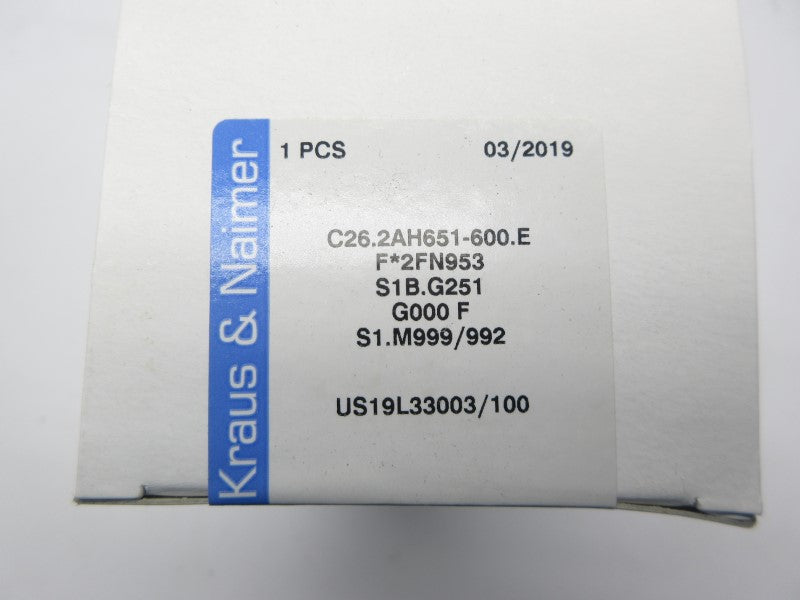 Kraus & Naimer
1 PCS 03/2019
C26.2AH651-600.E
F*2FN953
S1B.G251
G000 F
S1.M999/992
US19L33003/100